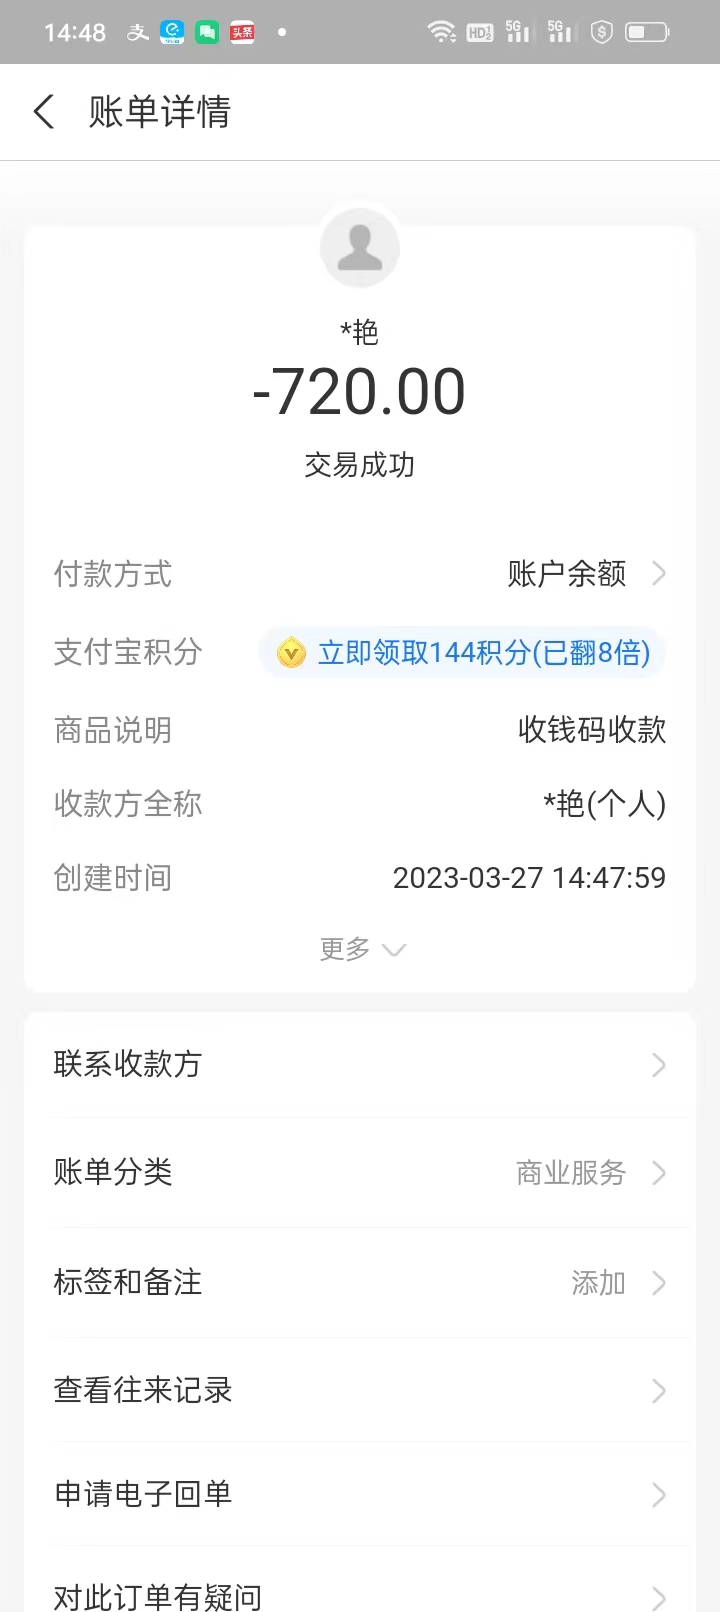 14:48 支 头条 HD 5G 5G
账单详情
*艳
-720.00
交易成功
付款方式 账户余额
支付宝积分 立即领取144积分(已翻8倍)
商品说明 收钱码收款
收款方全称 *艳(个人)
创建时间 2023-03-27 14:47:59
更多
联系收款方
账单分类 商业服务
标签和备注 添加
查看往来记录
申请电子回单
对此订单有疑问